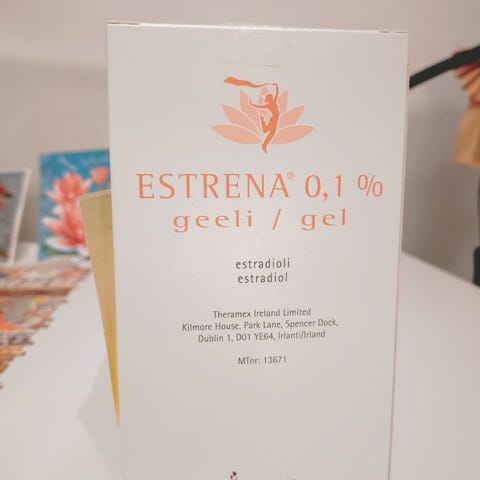 ESTRENA® 0,1 %
geeli / gel
estradioli
estradiol
Theramex Ireland Limited
Kilmore House, Park Lane, Spencer Dock,
Dublin 1, D01 YE64, Irlanti/Irland
MTnr: 13671